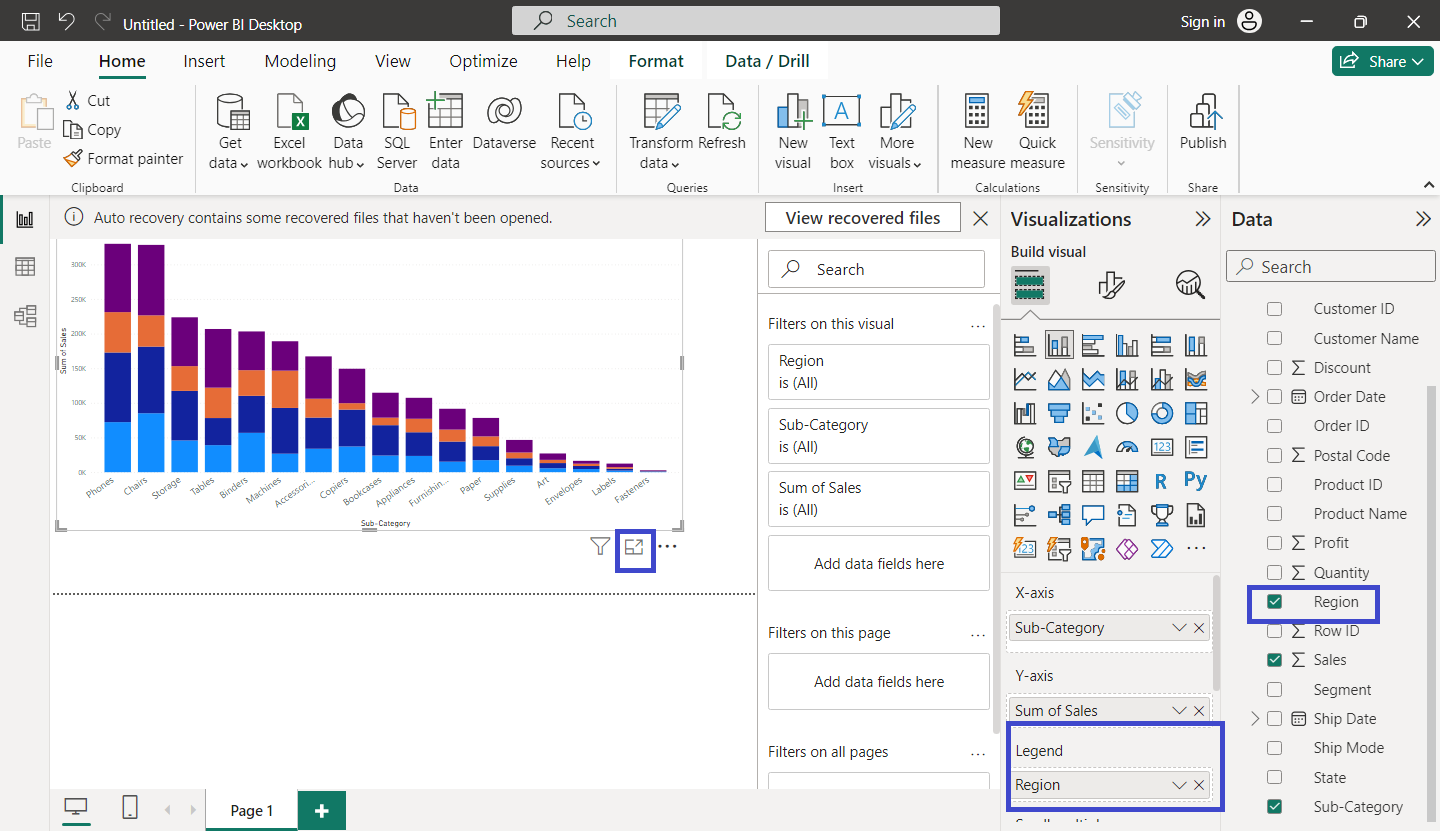 Untitled - Power BI Desktop
Search
Sign in
File
Home
Insert
Modeling
View
Optimize
Help
Format
Data / Drill
Share
Paste
Cut
Copy
Format painter
Clipboard
Get data
Excel workbook
Data hub
SQL Server
Enter data
Dataverse
Recent sources
Data
Transform data
Refresh
Queries
New visual
Text box
More visuals
Insert
New measure
Quick measure
Calculations
Sensitivity
Sensitivity
Publish
Share
Auto recovery contains some recovered files that haven't been opened.
View recovered files
300K
250K
200K
150K
100K
50K
0K
Sum of Sales
Phones
Chairs
Storage
Tables
Binders
Machines
Accessori...
Copiers
Bookcases
Appliances
Furnishin...
Paper
Supplies
Art
Envelopes
Labels
Fasteners
Sub-Category
Search
Filters on this visual
...
Region
is (All)
Sub-Category
is (All)
Sum of Sales
is (All)
Add data fields here
Filters on this page
...
Add data fields here
Filters on all pages
...
Visualizations
Build visual
123
R
Py
123
...
X-axis
Sub-Category
Y-axis
Sum of Sales
Legend
Region
Data
Search
Customer ID
Customer Name
Discount
Order Date
Order ID
Postal Code
Product ID
Product Name
Profit
Quantity
Region
Row ID
Sales
Segment
Ship Date
Ship Mode
State
Sub-Category
Page 1